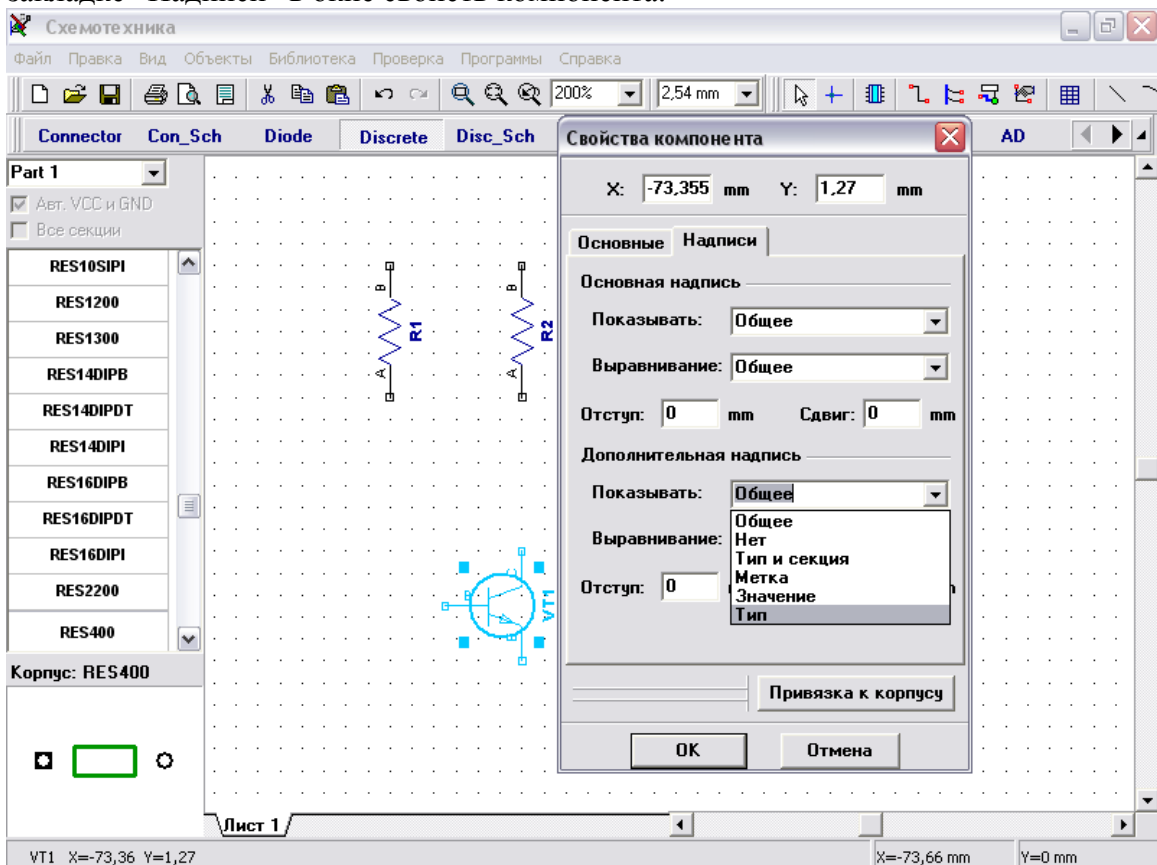 закладке "Надписи" в окне свойств компонента.
Схемотехника
Файл Правка Вид Объекты Библиотека Проверка Программы Справка
200% 2,54 mm
Connector Con_Sch Diode Discrete Disc_Sch AD
Part 1
Авт. VCC и GND
Все секции
RES10SIPI
RES1200
RES1300
RES14DIPB
RES14DIPDT
RES14DIPI
RES16DIPB
RES16DIPDT
RES16DIPI
RES2200
RES400
Корпус: RES400
B
R1
A
B
R2
A
C
B
VT1
Свойства компонента
X: -73,355 mm Y: 1,27 mm
Основные Надписи
Основная надпись
Показывать: Общее
Выравнивание: Общее
Отступ: 0 mm Сдвиг: 0 mm
Дополнительная надпись
Показывать: Общее
Общее
Выравнивание: Нет
Тип и секция
Метка
Отступ: 0 Значение
Тип
Привязка к корпусу
OK Отмена
Лист 1
VT1 X=-73,36 Y=1,27 X=-73,66 mm Y=0 mm